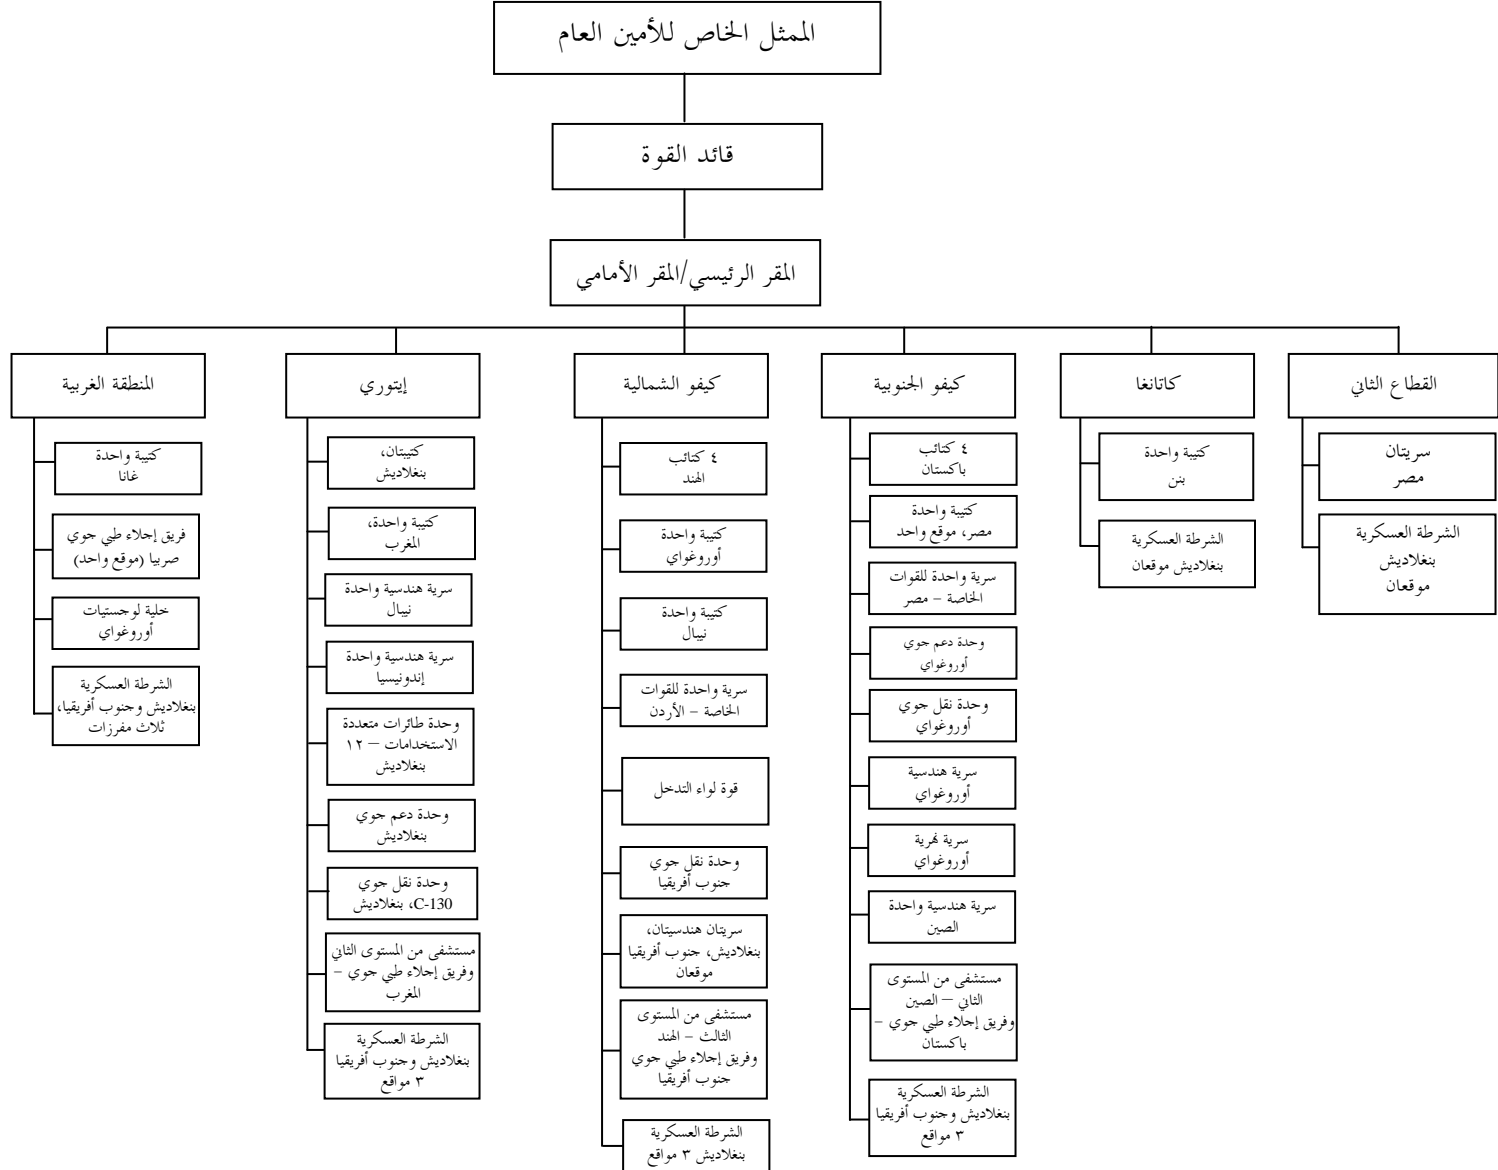 الممثل الخاص للأمين العام
قائد القوة
المقر الرئيسي/المقر الأمامي
القطاع الثاني
سريتان
مصر
الشرطة العسكرية
بنغلاديش
موقعان
كاتانغا
كتيبة واحدة
بنن
الشرطة العسكرية
بنغلاديش موقعان
كيفو الجنوبية
٤ كتائب
باكستان
كتيبة واحدة
مصر، موقع واحد
سرية واحدة للقوات
الخاصة – مصر
وحدة دعم جوي
أوروغواي
وحدة نقل جوي
أوروغواي
سرية هندسية
أوروغواي
سرية نهرية
أوروغواي
سرية هندسية واحدة
الصين
مستشفى من المستوى
الثاني – الصين
وفريق إجلاء طبي جوي –
باكستان
الشرطة العسكرية
بنغلاديش وجنوب أفريقيا
٣ مواقع
كيفو الشمالية
٤ كتائب
الهند
كتيبة واحدة
أوروغواي
كتيبة واحدة
نيبال
سرية واحدة للقوات
الخاصة – الأردن
قوة لواء التدخل
وحدة نقل جوي
جنوب أفريقيا
سريتان هندسيتان،
بنغلاديش، جنوب أفريقيا
موقعان
مستشفى من المستوى
الثالث – الهند
وفريق إجلاء طبي جوي
جنوب أفريقيا
الشرطة العسكرية
بنغلاديش ٣ مواقع
إيتوري
كتيبتان،
بنغلاديش
كتيبة واحدة،
المغرب
سرية هندسية واحدة
نيبال
سرية هندسية واحدة
إندونيسيا
وحدة طائرات متعددة
الاستخدامات – ١٢
بنغلاديش
وحدة دعم جوي
بنغلاديش
وحدة نقل جوي
C-130، بنغلاديش
مستشفى من المستوى الثاني
وفريق إجلاء طبي جوي –
المغرب
الشرطة العسكرية
بنغلاديش وجنوب أفريقيا
٣ مواقع
المنطقة الغربية
كتيبة واحدة
غانا
فريق إجلاء طبي جوي
صربيا (موقع واحد)
خلية لوجستيات
أوروغواي
الشرطة العسكرية
بنغلاديش وجنوب أفريقيا،
ثلاث مفرزات